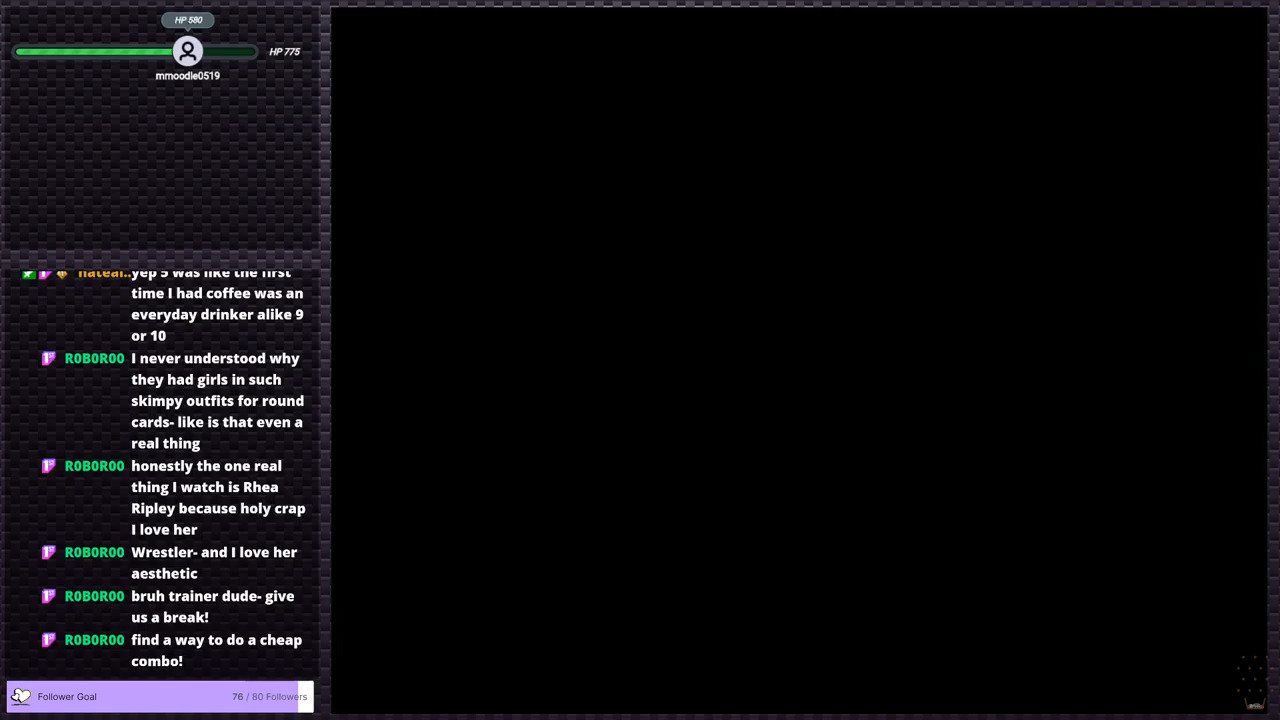 HP 580
HP 775
mmoodle0519
yep 5 was like the first
time I had coffee was an
everyday drinker alike 9
or 10
R0B0R00 I never understood why
they had girls in such
skimpy outfits for round
cards- like is that even a
real thing
R0B0R00 honestly the one real
thing I watch is Rhea
Ripley because holy crap
I love her
R0B0R00 Wrestler- and I love her
aesthetic
R0B0R00 bruh trainer dude- give
us a break!
R0B0R00 find a way to do a cheap
combo!
Follower Goal 76 / 80 Followers